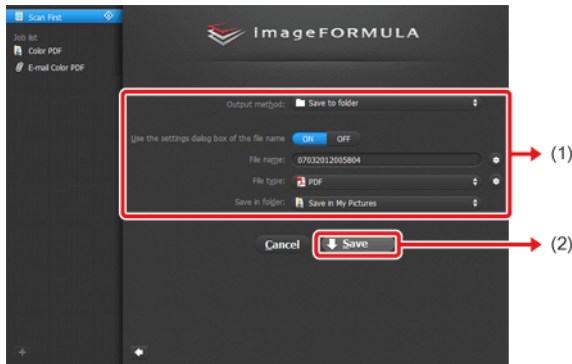 Scan First
Job list
Color PDF
E-mail Color PDF
imageFORMULA
Output method: Save to folder
Use the settings dialog box of the file name ON OFF
File name: 07032012005804
File type: PDF
Save in folder: Save in My Pictures
(1)
Cancel Save
(2)